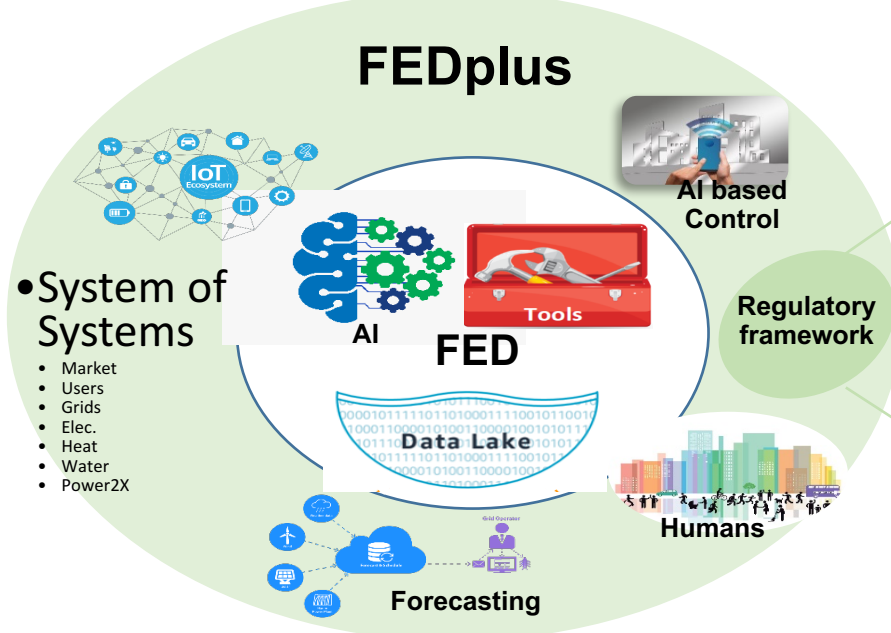 FEDplus
IoT
Ecosystem
AI based
Control
•System of
Systems
• Market
• Users
• Grids
• Elec.
• Heat
• Water
• Power2X
AI
Tools
FED
Regulatory
framework
Data Lake
Humans
Grid Operator
Forecasting